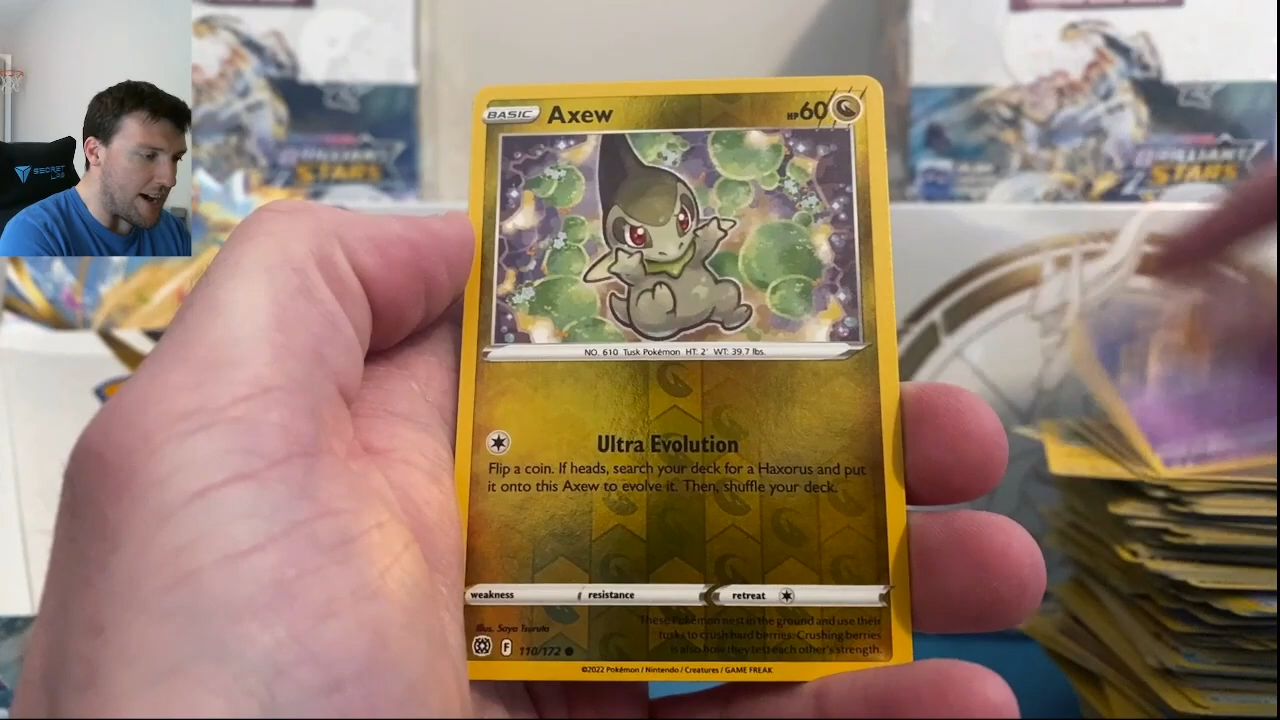 SECRET
LAB
BRILLIANT
STARS
BRILLIANT
STARS
BASIC Axew HP60
NO. 610 Tusk Pokémon HT: 2' WT: 39.7 lbs.
Ultra Evolution
Flip a coin. If heads, search your deck for a Haxorus and put
it onto this Axew to evolve it. Then, shuffle your deck.
weakness resistance retreat
Illus. Saya Tsuruta
These Pokémon nest in the ground and use their
tusks to crush hard berries. Crushing berries
is also how they test each other's strength.
F 110/172
©2022 Pokémon / Nintendo / Creatures / GAME FREAK